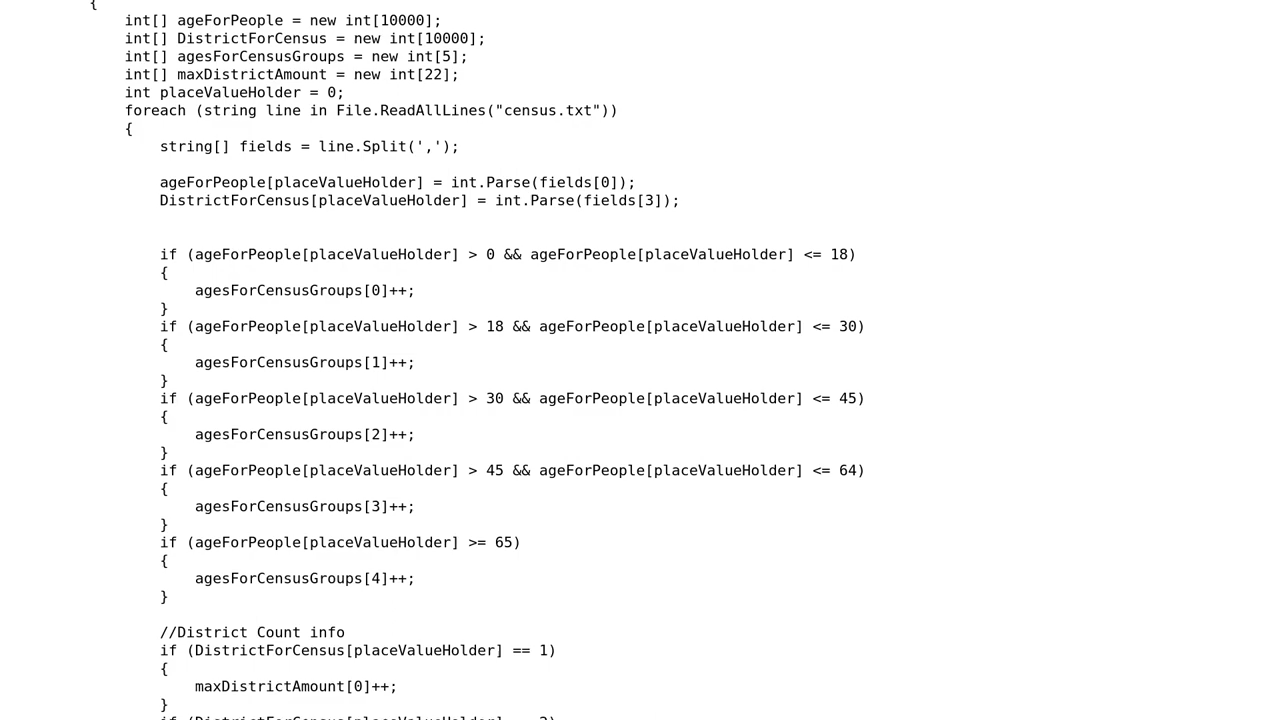 {
int[] ageForPeople = new int[10000];
int[] DistrictForCensus = new int[10000];
int[] agesForCensusGroups = new int[5];
int[] maxDistrictAmount = new int[22];
int placeValueHolder = 0;
foreach (string line in File.ReadAllLines("census.txt"))
{
string[] fields = line.Split(',');
ageForPeople[placeValueHolder] = int.Parse(fields[0]);
DistrictForCensus[placeValueHolder] = int.Parse(fields[3]);
if (ageForPeople[placeValueHolder] > 0 && ageForPeople[placeValueHolder] <= 18)
{
agesForCensusGroups[0]++;
}
if (ageForPeople[placeValueHolder] > 18 && ageForPeople[placeValueHolder] <= 30)
{
agesForCensusGroups[1]++;
}
if (ageForPeople[placeValueHolder] > 30 && ageForPeople[placeValueHolder] <= 45)
{
agesForCensusGroups[2]++;
}
if (ageForPeople[placeValueHolder] > 45 && ageForPeople[placeValueHolder] <= 64)
{
agesForCensusGroups[3]++;
}
if (ageForPeople[placeValueHolder] >= 65)
{
agesForCensusGroups[4]++;
}
//District Count info
if (DistrictForCensus[placeValueHolder] == 1)
{
maxDistrictAmount[0]++;
}